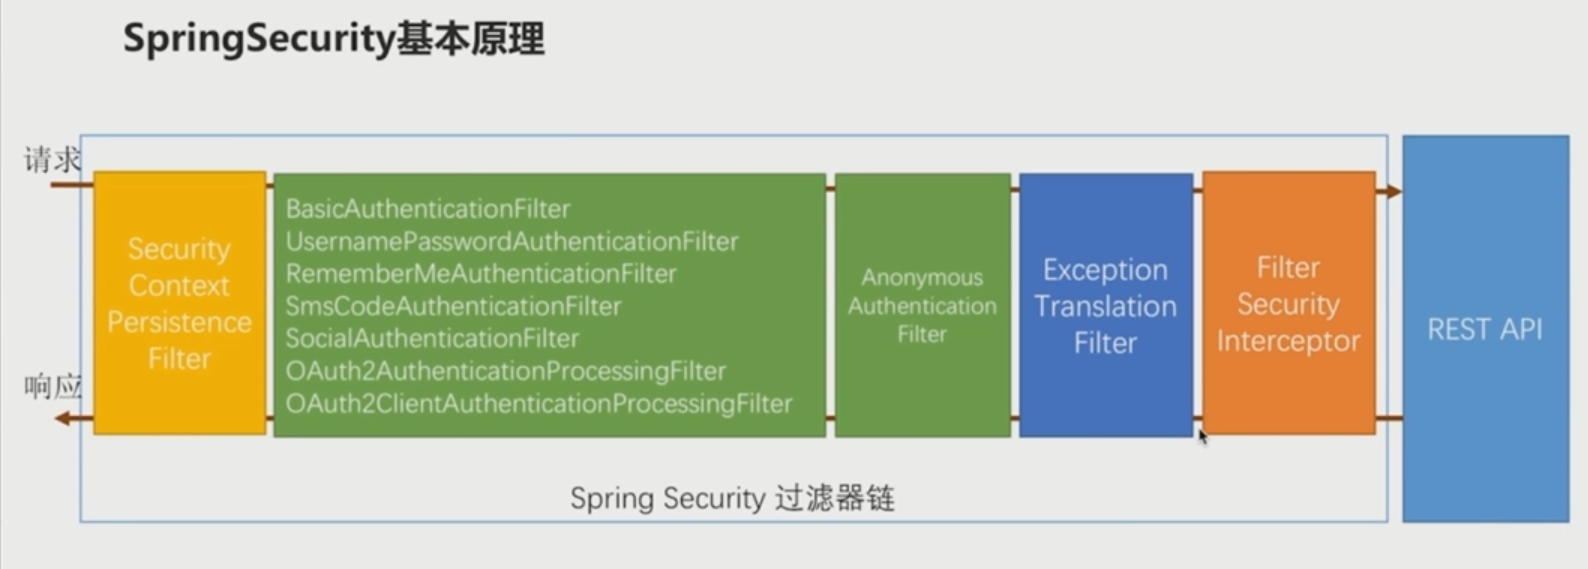 SpringSecurity基本原理
请求
Security
Context
Persistence
Filter
响应
BasicAuthenticationFilter
UsernamePasswordAuthenticationFilter
RememberMeAuthenticationFilter
SmsCodeAuthenticationFilter
SocialAuthenticationFilter
OAuth2AuthenticationProcessingFilter
OAuth2ClientAuthenticationProcessingFilter
Anonymous
Authentication
Filter
Exception
Translation
Filter
Filter
Security
Interceptor
REST API
Spring Security 过滤器链